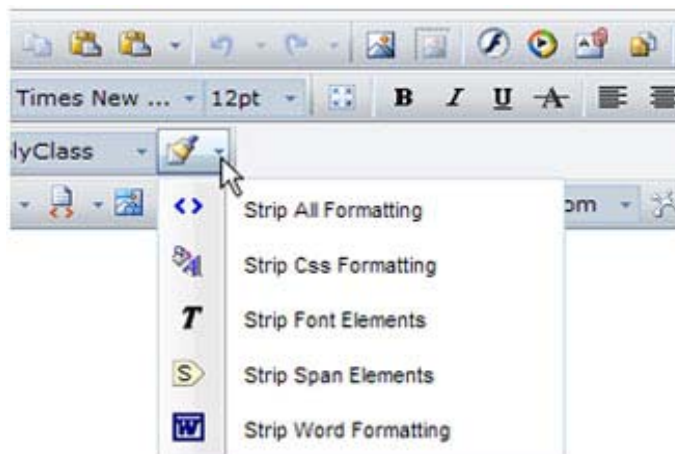 Times New ... 12pt B I U A
lyClass
om
Strip All Formatting
Strip Css Formatting
T Strip Font Elements
S Strip Span Elements
W Strip Word Formatting